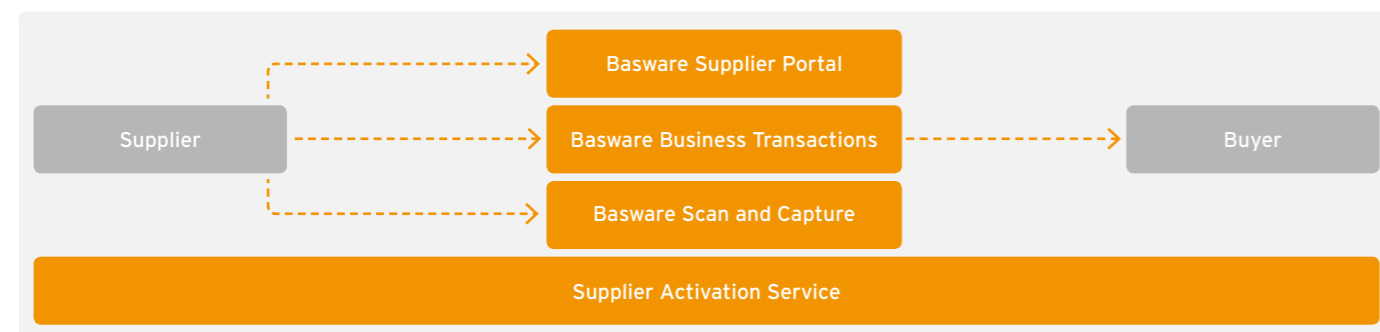 Basware Supplier Portal
Supplier
Basware Business Transactions
Buyer
Basware Scan and Capture
Supplier Activation Service